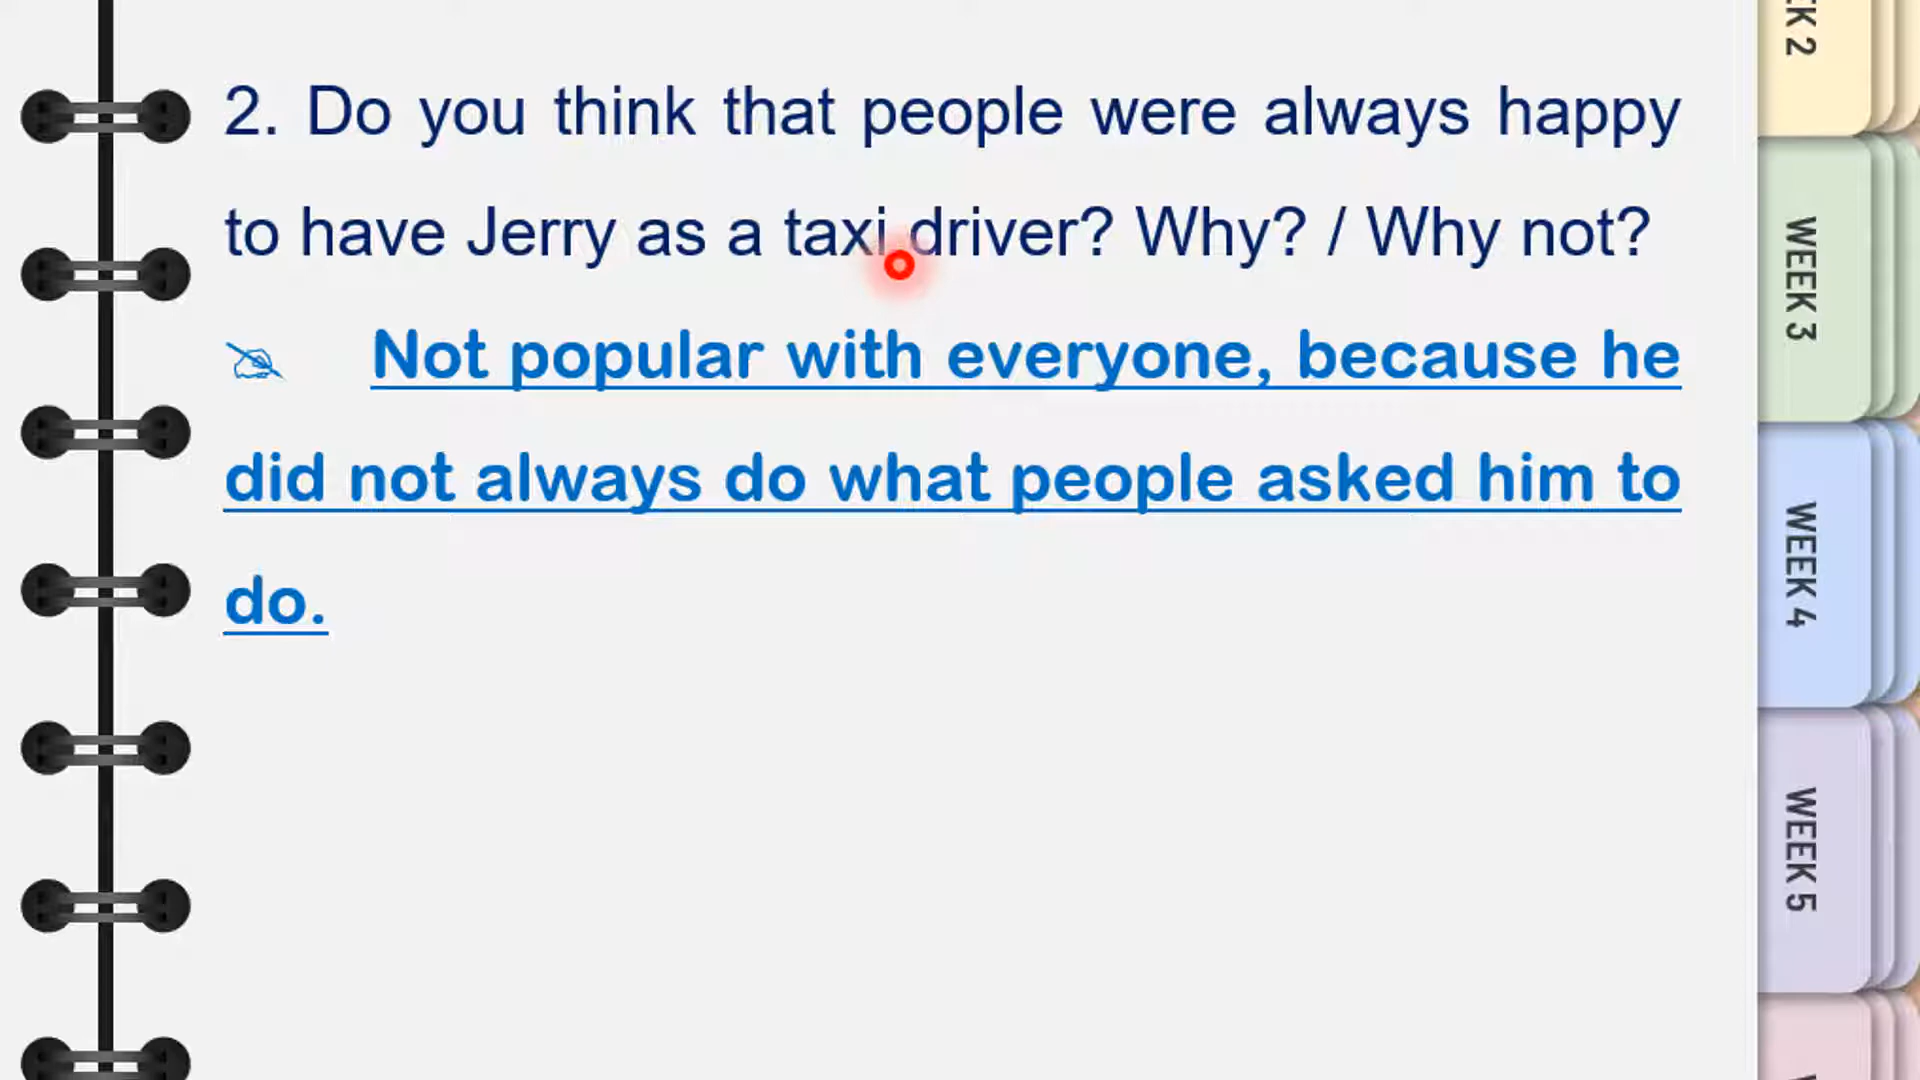 2. Do you think that people were always happy
to have Jerry as a taxi driver? Why? / Why not?
Not popular with everyone, because he
did not always do what people asked him to
do.
EK 2
WEEK 3
WEEK 4
WEEK 5